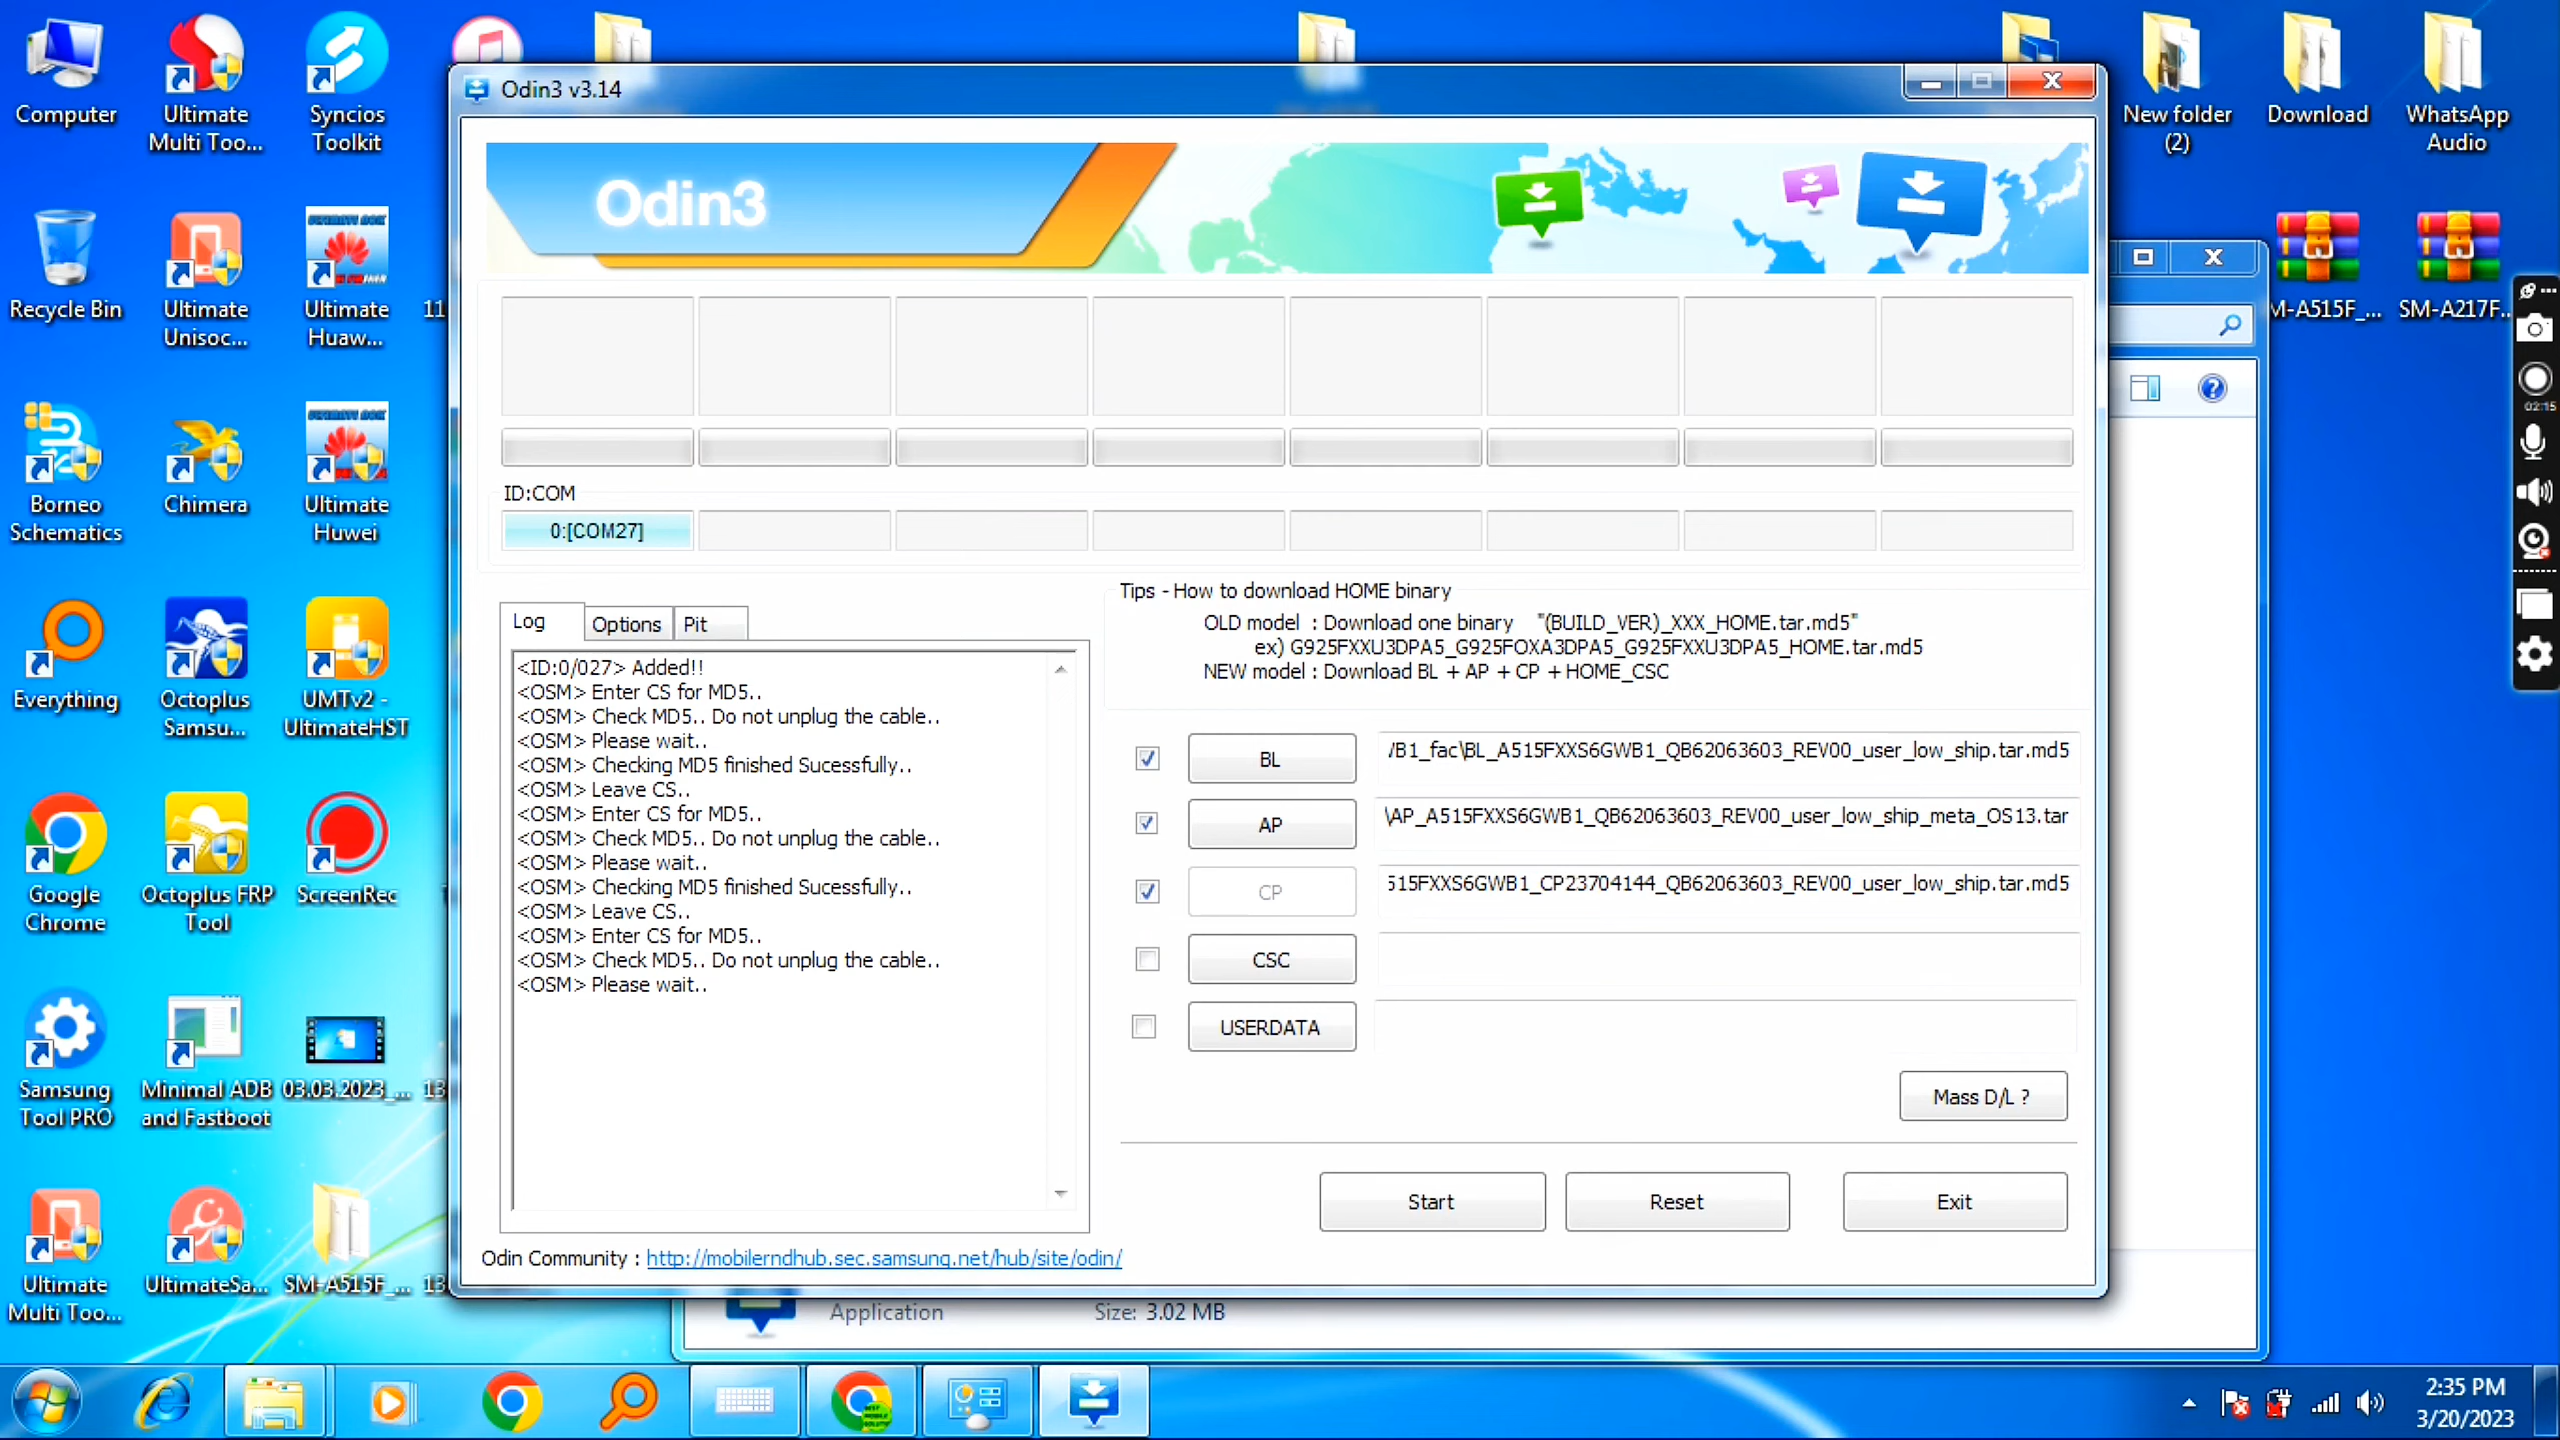 Computer
Ultimate
Multi Too...
Syncios
Toolkit
New folder
(2)
Download
WhatsApp
Audio
Recycle Bin
Ultimate
Unisoc...
Ultimate
Huaw...
11
M-A515F_...
SM-A217F..
Borneo
Schematics
Chimera
Ultimate
Huwei
Everything
Octoplus
Samsu...
UMTv2 -
UltimateHST
Google
Chrome
Octoplus FRP
Tool
ScreenRec
Samsung
Tool PRO
Minimal ADB
and Fastboot
03.03.2023_...
13
Ultimate
Multi Too...
UltimateSa...
SM-A515F_...
13
Odin3 v3.14
Odin3
ID:COM
0:[COM27]
Log
Options
Pit
<ID:0/027> Added!!
<OSM> Enter CS for MD5..
<OSM> Check MD5.. Do not unplug the cable..
<OSM> Please wait..
<OSM> Checking MD5 finished Sucessfully..
<OSM> Leave CS..
<OSM> Enter CS for MD5..
<OSM> Check MD5.. Do not unplug the cable..
<OSM> Please wait..
<OSM> Checking MD5 finished Sucessfully..
<OSM> Leave CS..
<OSM> Enter CS for MD5..
<OSM> Check MD5.. Do not unplug the cable..
<OSM> Please wait..
Tips - How to download HOME binary
OLD model : Download one binary "(BUILD_VER)_XXX_HOME.tar.md5"
ex) G925FXXU3DPA5_G925FOXA3DPA5_G925FXXU3DPA5_HOME.tar.md5
NEW model : Download BL + AP + CP + HOME_CSC
BL
/B1_fac\BL_A515FXXS6GWB1_QB62063603_REV00_user_low_ship.tar.md5
AP
\AP_A515FXXS6GWB1_QB62063603_REV00_user_low_ship_meta_OS13.tar
CP
515FXXS6GWB1_CP23704144_QB62063603_REV00_user_low_ship.tar.md5
CSC
USERDATA
Mass D/L ?
Start
Reset
Exit
Odin Community : http://mobilerndhub.sec.samsung.net/hub/site/odin/
Application
Size: 3.02 MB
02:15
2:35 PM
3/20/2023